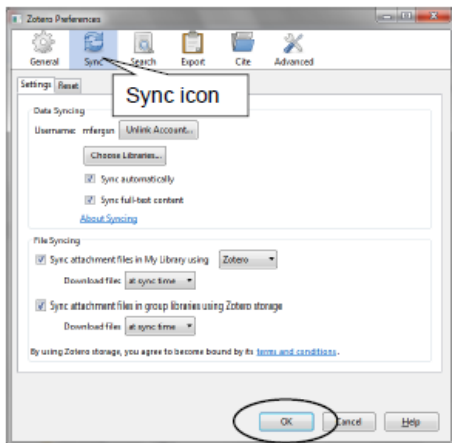 Zotero Preferences
General Sync Search Export Cite Advanced
Sync icon
Settings Reset
Data Syncing
Username: mfergsn Unlink Account...
Choose Libraries...
Sync automatically
Sync full-text content
About Syncing
File Syncing
Sync attachment files in My Library using Zotero
Download files at sync time
Sync attachment files in group libraries using Zotero storage
Download files at sync time
By using Zotero storage, you agree to become bound by its terms and conditions.
OK Cancel Help